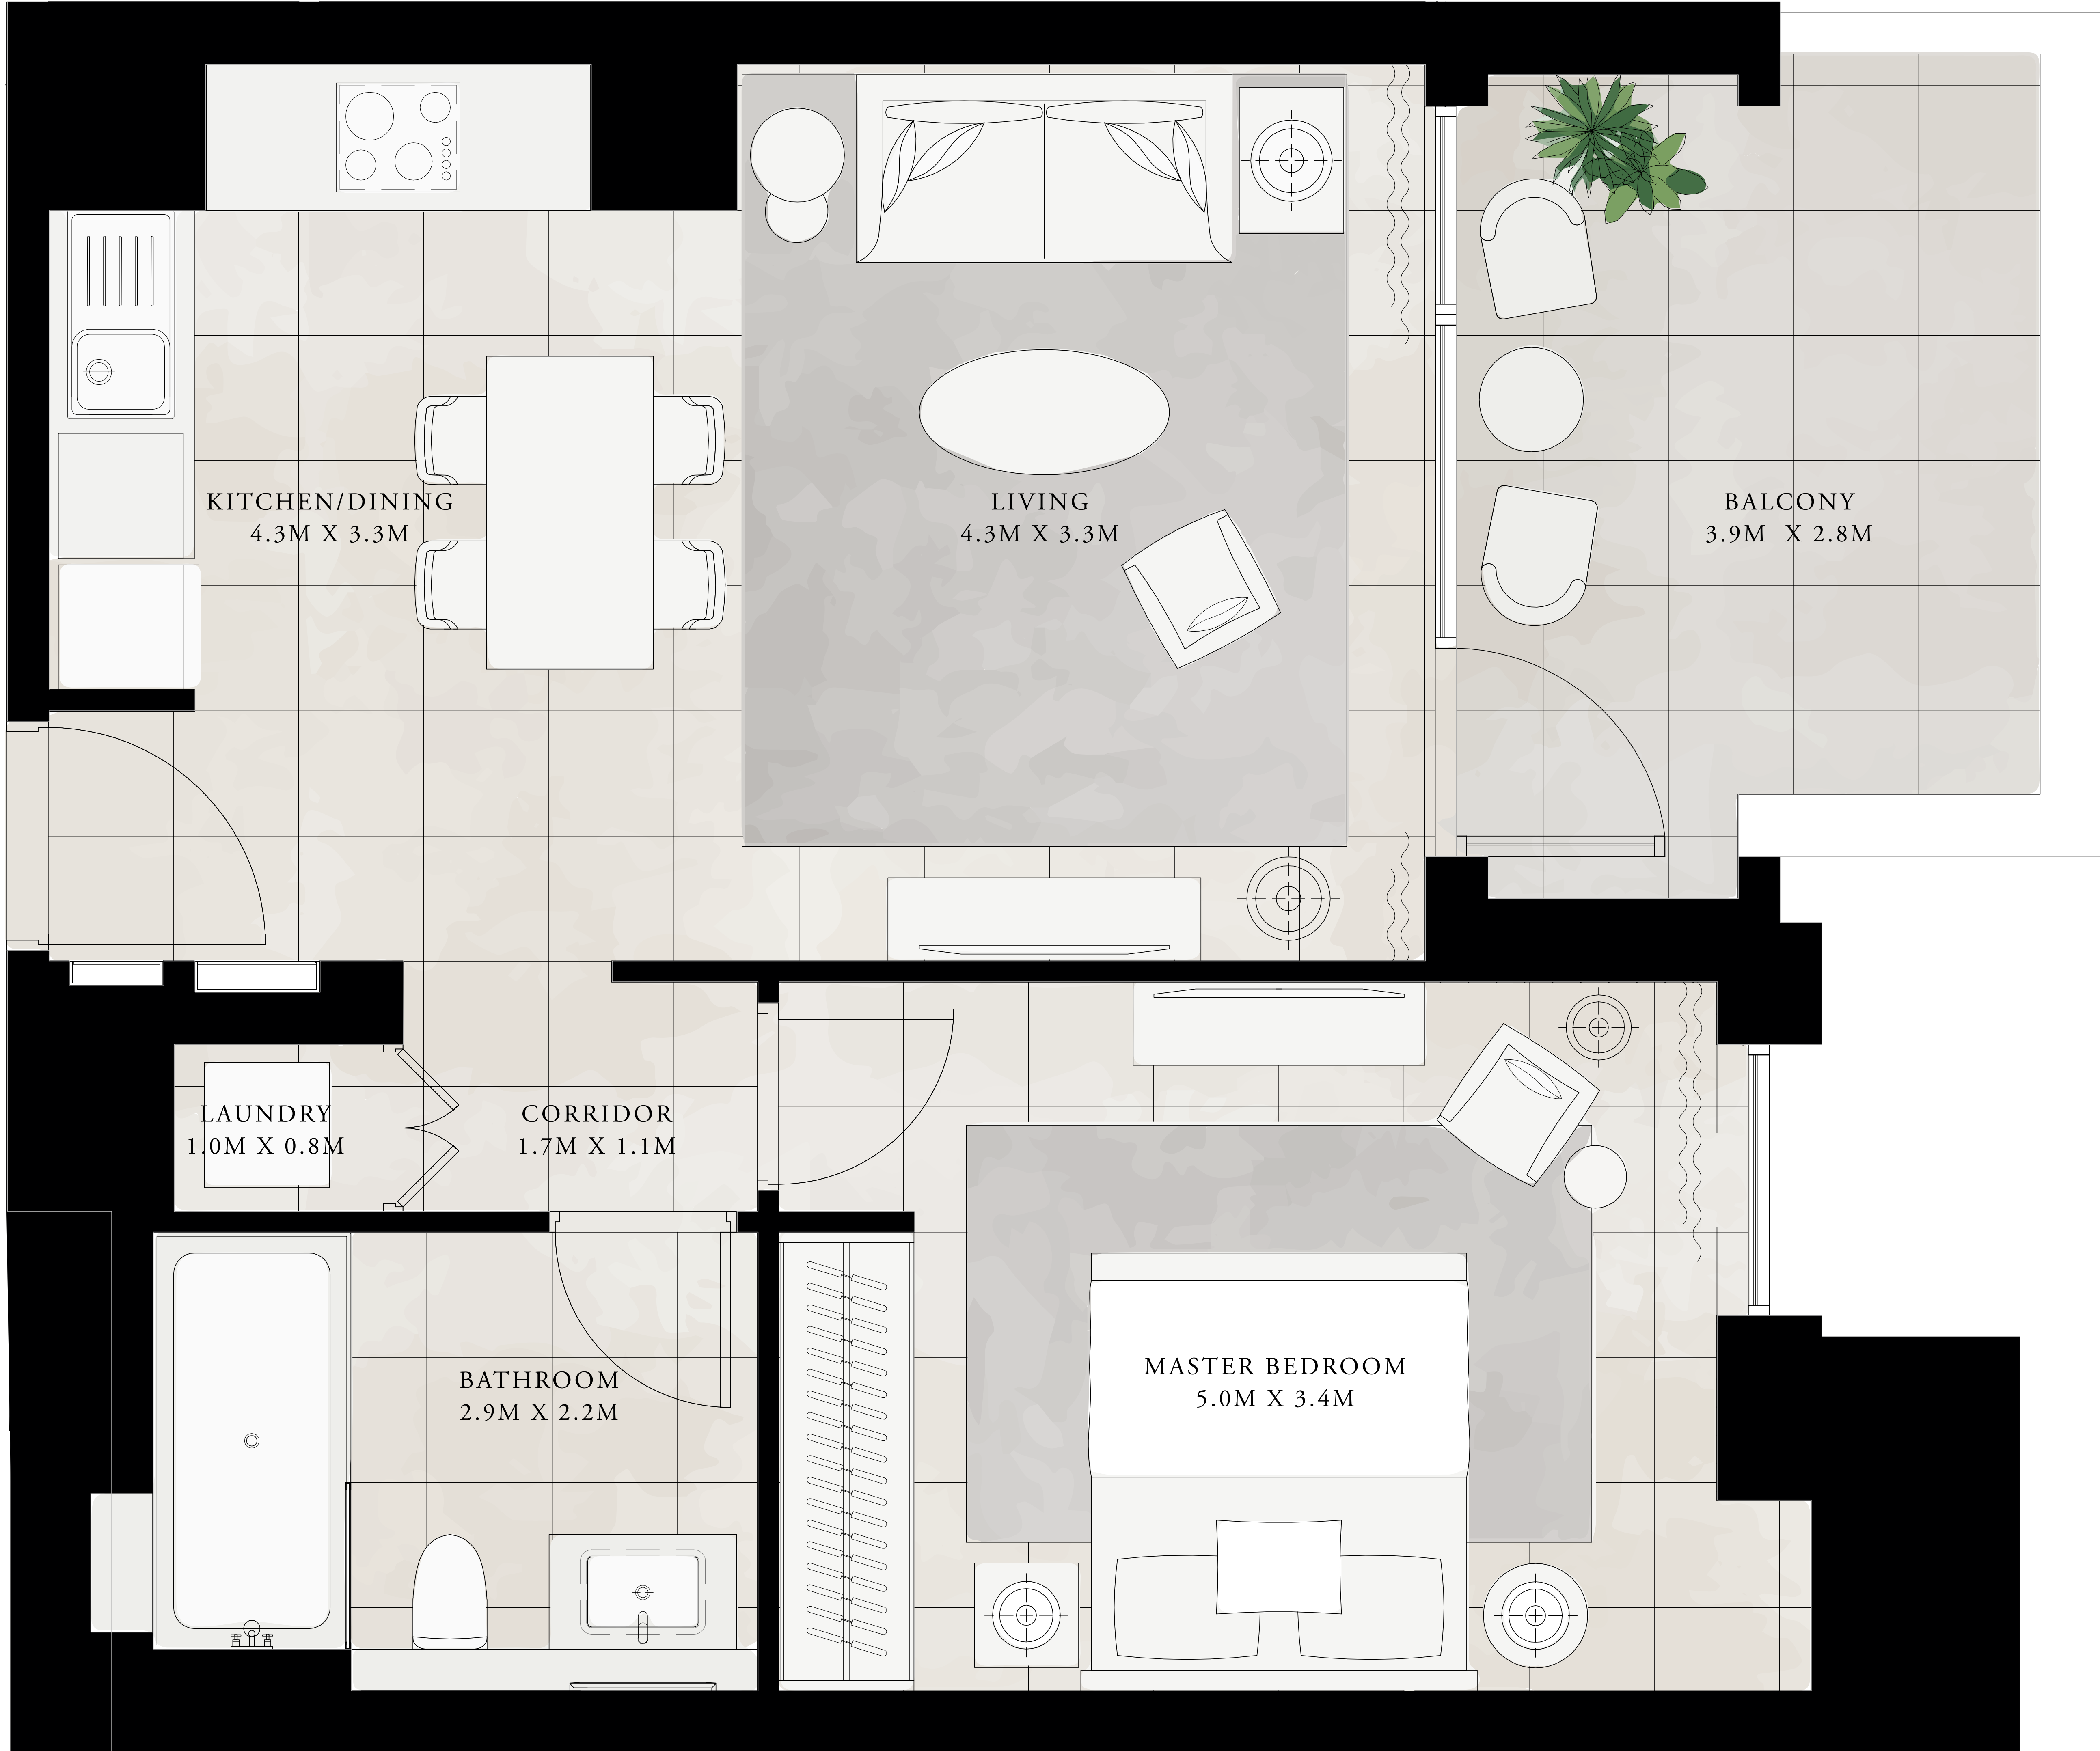 KITCHEN/DINING
4.3M X 3.3M
LIVING
4.3M X 3.3M
BALCONY
3.9M X 2.8M
LAUNDRY
1.0M X 0.8M
CORRIDOR
1.7M X 1.1M
BATHROOM
2.9M X 2.2M
MASTER BEDROOM
5.0M X 3.4M